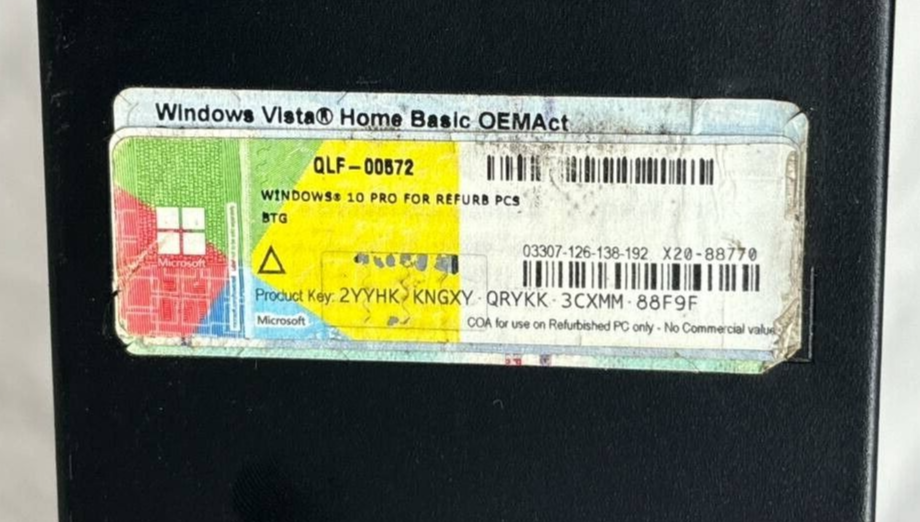 Windows Vista® Home Basic OEMAct
QLF-00572
WINDOWS® 10 PRO FOR REFURB PCS
BTG
03307-126-138-192 X20-88770
Microsoft
Product Key: 2YYHK-KNGXY-QRYKK-3CXMM-88F9F
Microsoft
COA for use on Refurbished PC only - No Commercial value